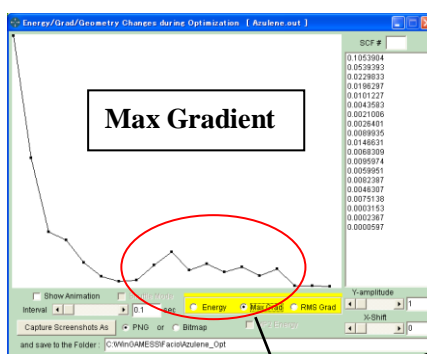 Energy/Grad/Geometry Changes during Optimization [ Azulene.out ]
SCF #
0.1053904
0.0539393
0.0229833
0.0196297
0.0101227
0.0043583
0.0021006
0.0026401
0.0089935
0.0146631
0.0068309
0.0095974
0.0059951
0.0082387
0.0046307
0.0075138
0.0003153
0.0002367
0.0000597
Max Gradient
Show Animation
Interval 0.1 sec
Energy Max Grad RMS Grad
Y-amplitude
1
X-Shift
0
Capture Screenshots As PNG or Bitmap
and save to the Folder : C:\WinGAMESS\Facio\Azulene_Opt